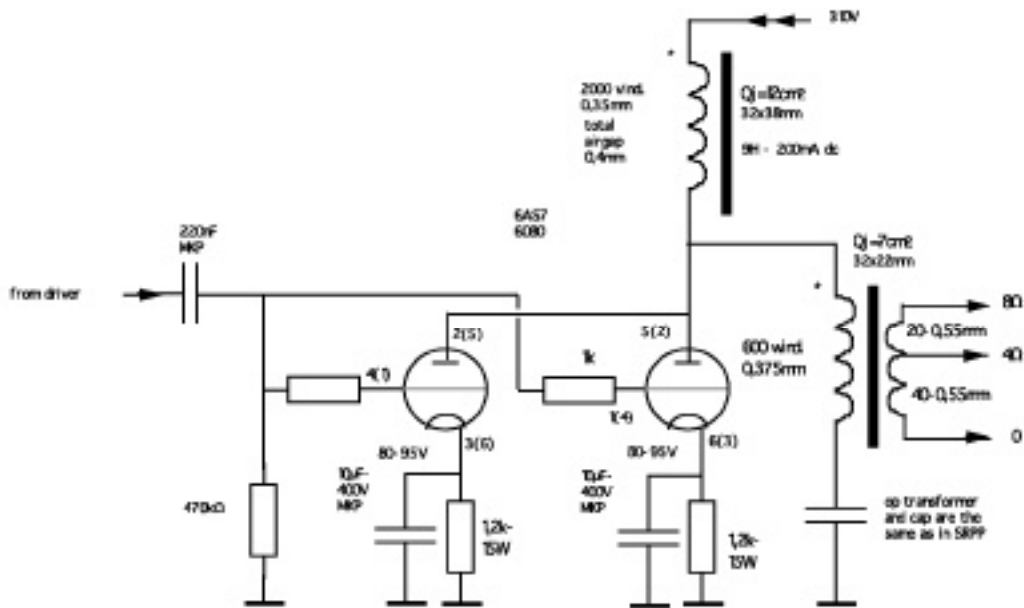 310V
2000 wind.
0,35mm
total
airgap
0,4mm
Qj=12cm2
32x38mm
9H - 200mA dc
6AS7
6080
220nF
MKP
from driver
Qj=7cm2
32x22mm
2(5)
5(2)
8Ω
20-0,55mm
4Ω
40-0,55mm
0
600 wind.
0,375mm
4(1)
1k
1(4)
3(6)
6(3)
80-95V
80-95V
10µF-
400V
MKP
10µF-
400V
MKP
470kΩ
1,2k-
15W
1,2k-
15W
op transformer
and cap are the
same as in SRPP